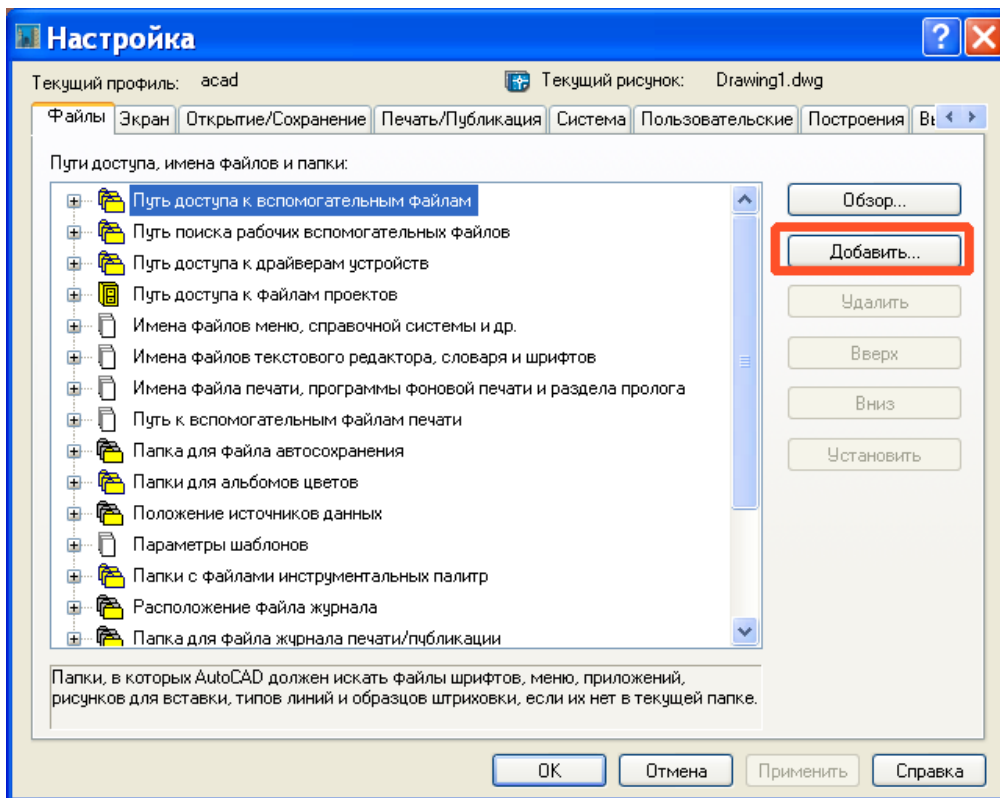 Настройка
Текущий профиль: acad Текущий рисунок: Drawing1.dwg
Файлы Экран Открытие/Сохранение Печать/Публикация Система Пользовательские Построения
Пути доступа, имена файлов и папки:
Путь доступа к вспомогательным файлам
Обзор...
Путь поиска рабочих вспомогательных файлов
Добавить...
Путь доступа к драйверам устройств
Путь доступа к файлам проектов
Удалить
Имена файлов меню, справочной системы и др.
Имена файлов текстового редактора, словаря и шрифтов
Вверх
Имена файла печати, программы фоновой печати и раздела пролога
Вниз
Путь к вспомогательным файлам печати
Папка для файла автосохранения
Установить
Папки для альбомов цветов
Положение источников данных
Параметры шаблонов
Папки с файлами инструментальных палитр
Расположение файла журнала
Папка для файла журнала печати/публикации
Папки, в которых AutoCAD должен искать файлы шрифтов, меню, приложений,
рисунков для вставки, типов линий и образцов штриховки, если их нет в текущей папке.
OK Отмена Применить Справка